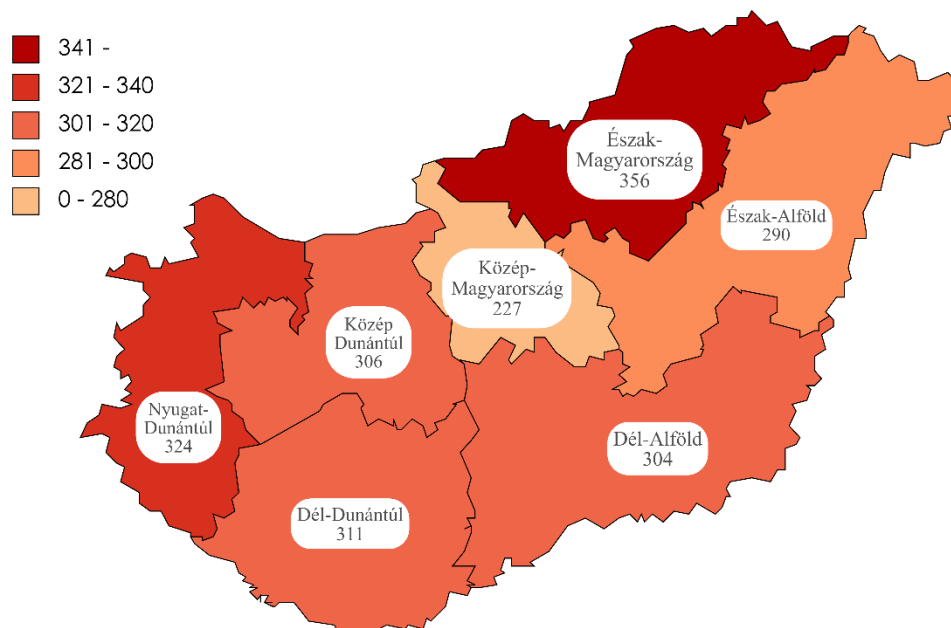 341 -
321 - 340
301 - 320
281 - 300
0 - 280
Észak-
Magyarország
356
Észak-Alföld
290
Közép-
Magyarország
227
Közép
Dunántúl
306
Nyugat-
Dunántúl
324
Dél-Alföld
304
Dél-Dunántúl
311